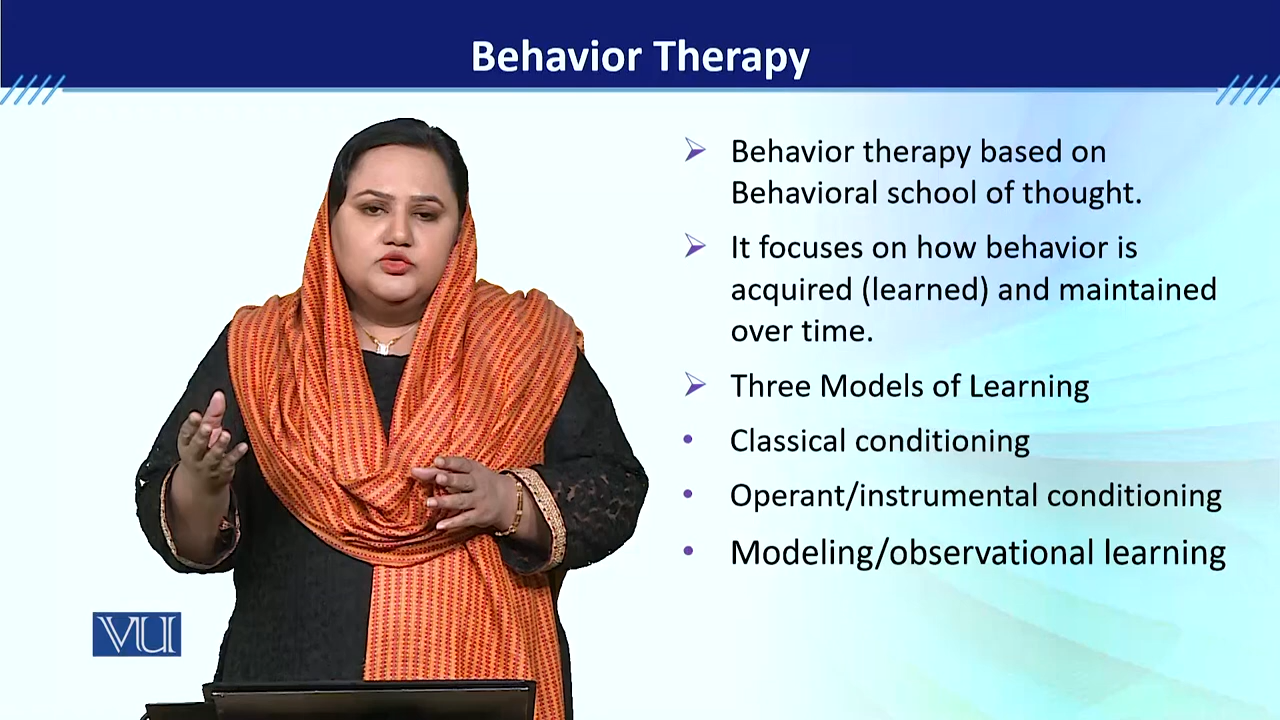 Behavior Therapy
➢ Behavior therapy based on
Behavioral school of thought.
➢ It focuses on how behavior is
acquired (learned) and maintained
over time.
➢ Three Models of Learning
• Classical conditioning
• Operant/instrumental conditioning
• Modeling/observational learning
VU